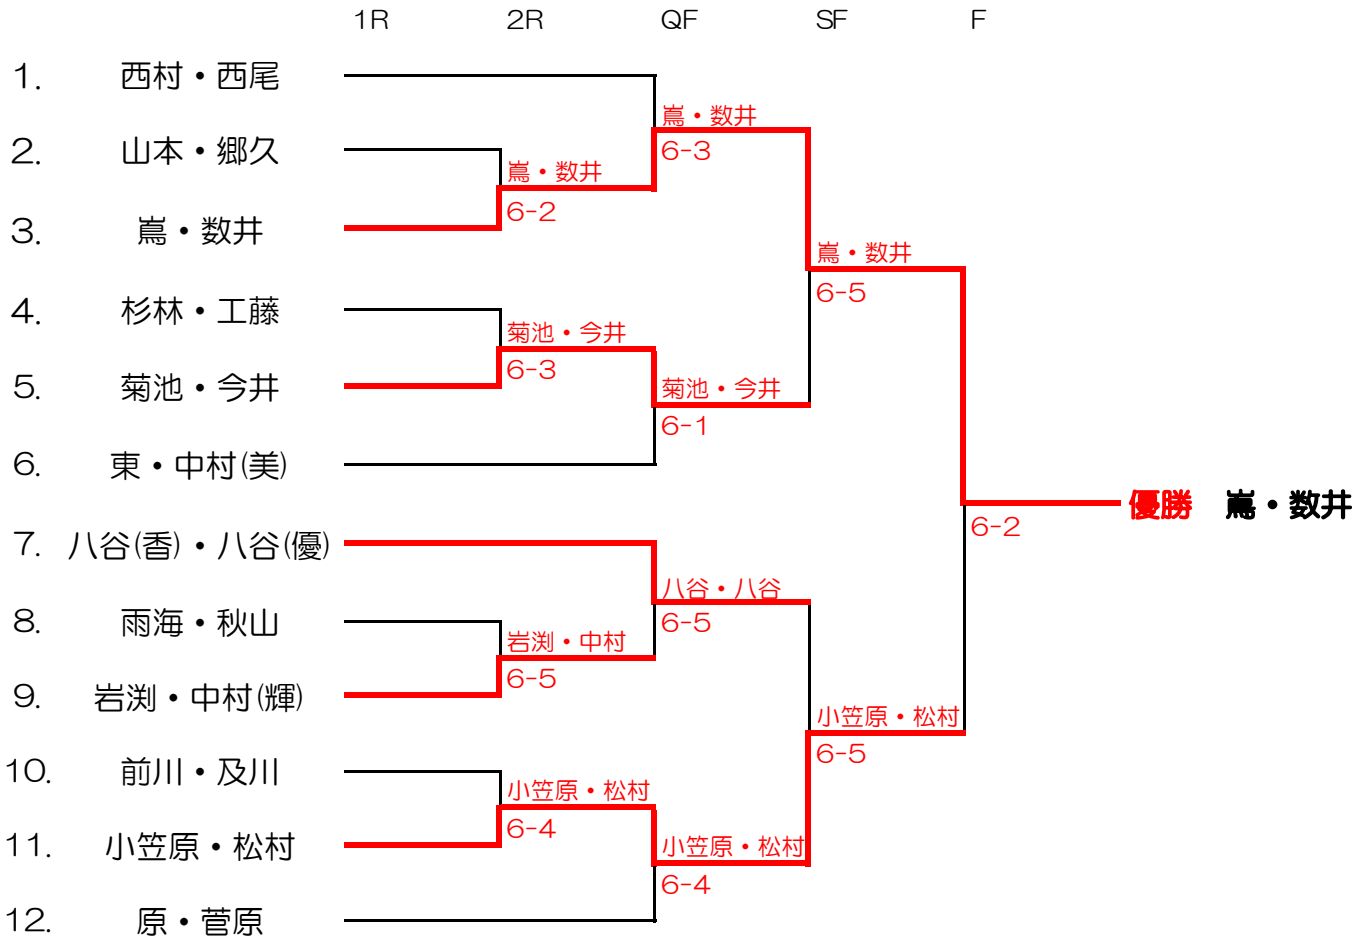 1R 2R QF SF F
1. 西村・西尾
嶌・数井
2. 山本・郷久
6-3
嶌・数井
6-2
3. 嶌・数井
嶌・数井
6-5
4. 杉林・工藤
菊池・今井
6-3
5. 菊池・今井
菊池・今井
6-1
6. 東・中村(美)
優勝 嶌・数井
6-2
7. 八谷(香)・八谷(優)
八谷・八谷
6-5
8. 雨海・秋山
岩渕・中村
6-5
9. 岩渕・中村(輝)
小笠原・松村
6-5
10. 前川・及川
小笠原・松村
6-4
11. 小笠原・松村
小笠原・松村
6-4
12. 原・菅原